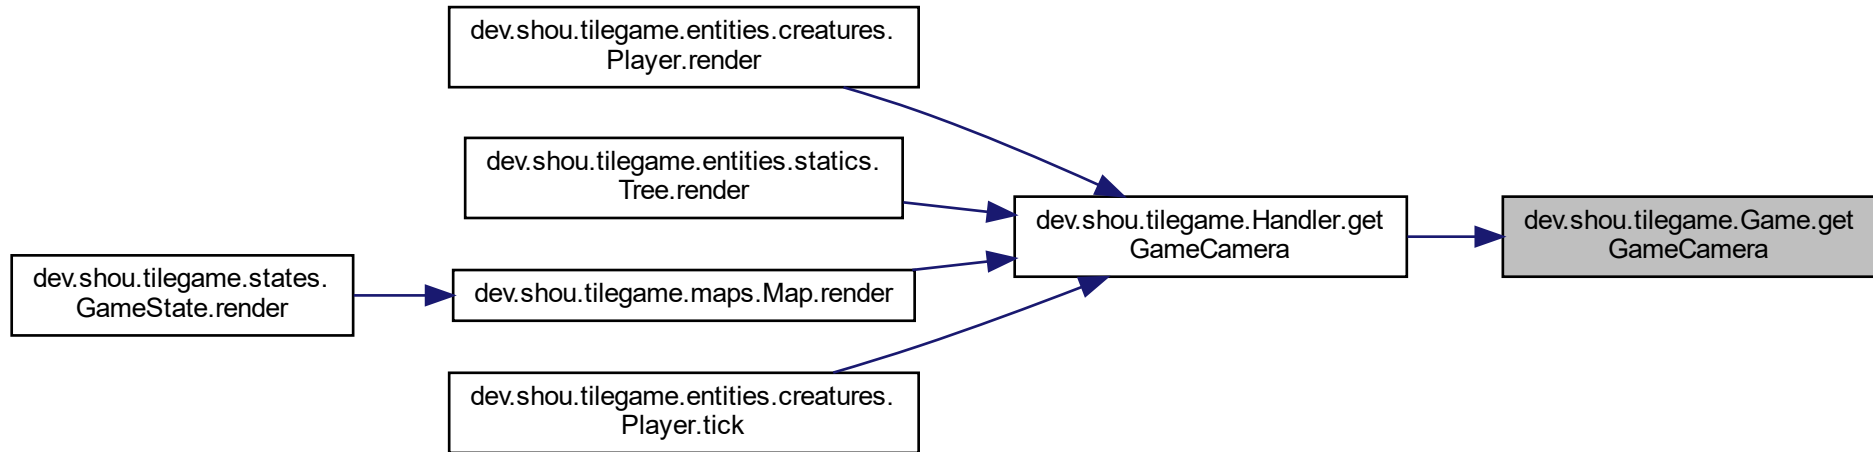 dev.shou.tilegame.entities.creatures.
Player.render
dev.shou.tilegame.entities.statics.
Tree.render
dev.shou.tilegame.Handler.get
GameCamera
dev.shou.tilegame.Game.get
GameCamera
dev.shou.tilegame.states.
GameState.render
dev.shou.tilegame.maps.Map.render
dev.shou.tilegame.entities.creatures.
Player.tick